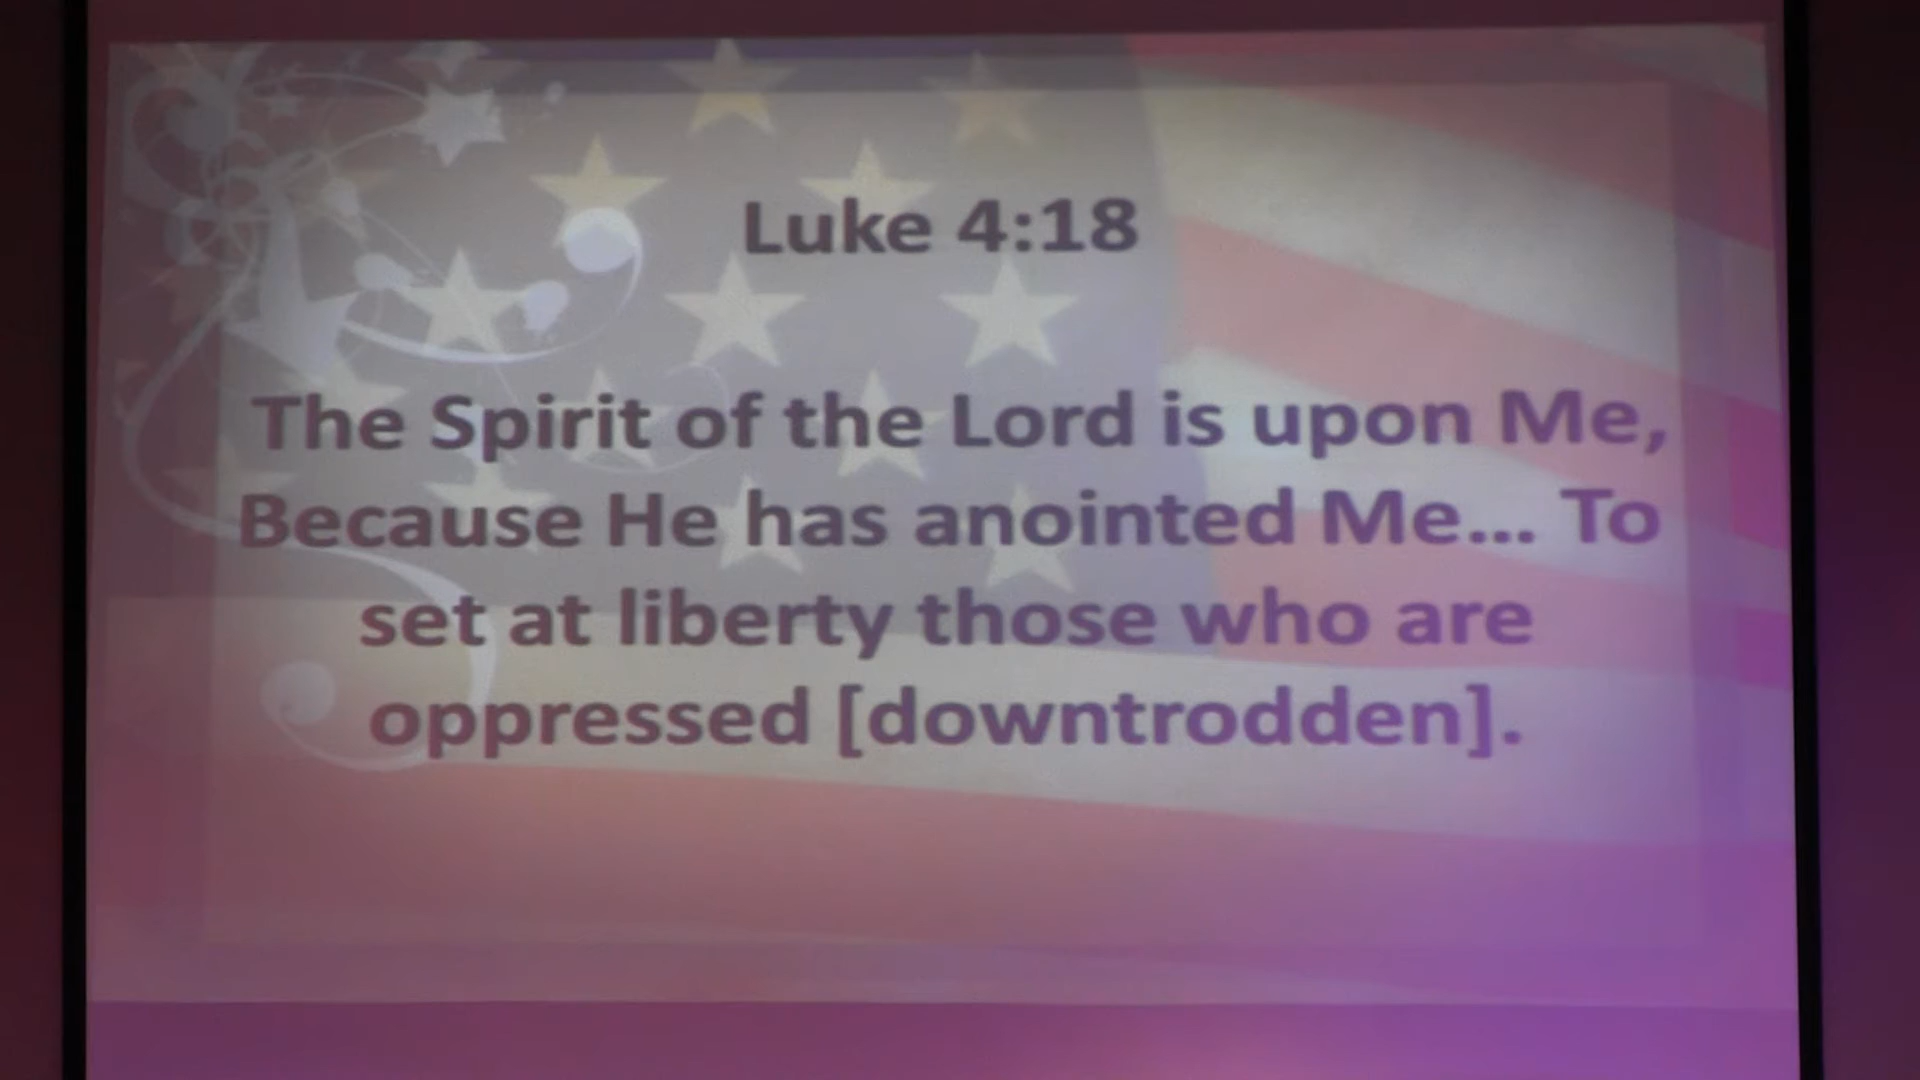 Luke 4:18
The Spirit of the Lord is upon Me,
Because He has anointed Me... To
set at liberty those who are
oppressed [downtrodden].